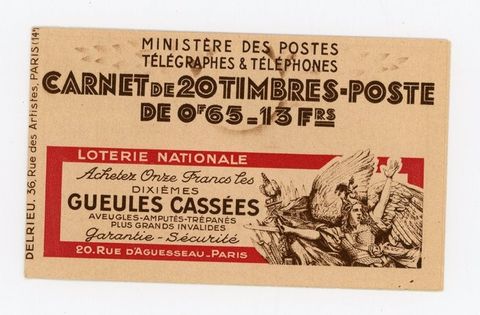 MINISTÈRE DES POSTES
TÉLÉGRAPHES & TÉLÉPHONES
CARNET DE 20 TIMBRES-POSTE
DE 0F65 = 13 FRS
LOTERIE NATIONALE
Achetez Onze Francs les
DIXIÈMES
GUEULES CASSÉES
AVEUGLES-AMPUTÉS-TRÉPANÉS
PLUS GRANDS INVALIDES
Garantie - Sécurité
20. RUE D'AGUESSEAU - PARIS
DELRIEU. 36, Rue des Artistes, PARIS (14e)